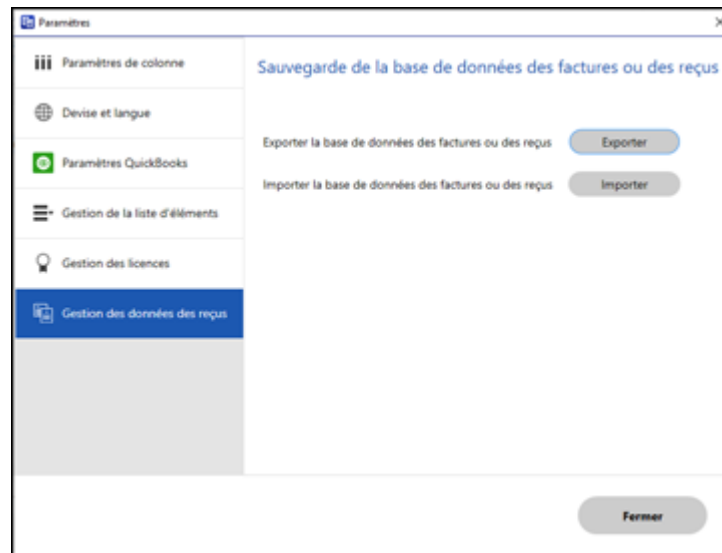 Paramètres
Paramètres de colonne
Devise et langue
Paramètres QuickBooks
Gestion de la liste d'éléments
Gestion des licences
Gestion des données des reçus
Sauvegarde de la base de données des factures ou des reçus
Exporter la base de données des factures ou des reçus Exporter
Importer la base de données des factures ou des reçus Importer
Fermer